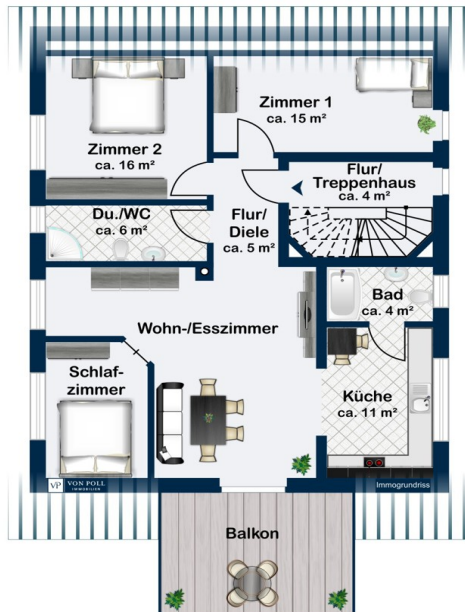 Zimmer 1
ca. 15 m²
Zimmer 2
ca. 16 m²
Flur/
Treppenhaus
ca. 4 m²
Du./WC
ca. 6 m²
Flur/
Diele
ca. 5 m²
Bad
ca. 4 m²
Wohn-/Esszimmer
Schlaf-
zimmer
Küche
ca. 11 m²
VP VON POLL
IMMOBILIEN
Immogrundriss
Balkon